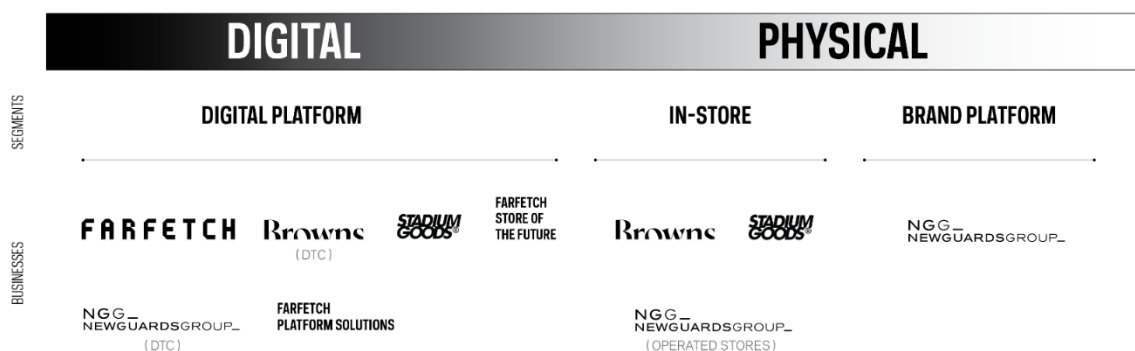 DIGITAL PHYSICAL
SEGMENTS
DIGITAL PLATFORM IN-STORE BRAND PLATFORM
BUSINESSES
FARFETCH
Browns
(DTC)
STADIUM
GOODS®
FARFETCH
STORE OF
THE FUTURE
Browns
STADIUM
GOODS®
NGG_
NEWGUARDSGROUP_
NGG_
NEWGUARDSGROUP_
(DTC)
FARFETCH
PLATFORM SOLUTIONS
NGG_
NEWGUARDSGROUP_
(OPERATED STORES)